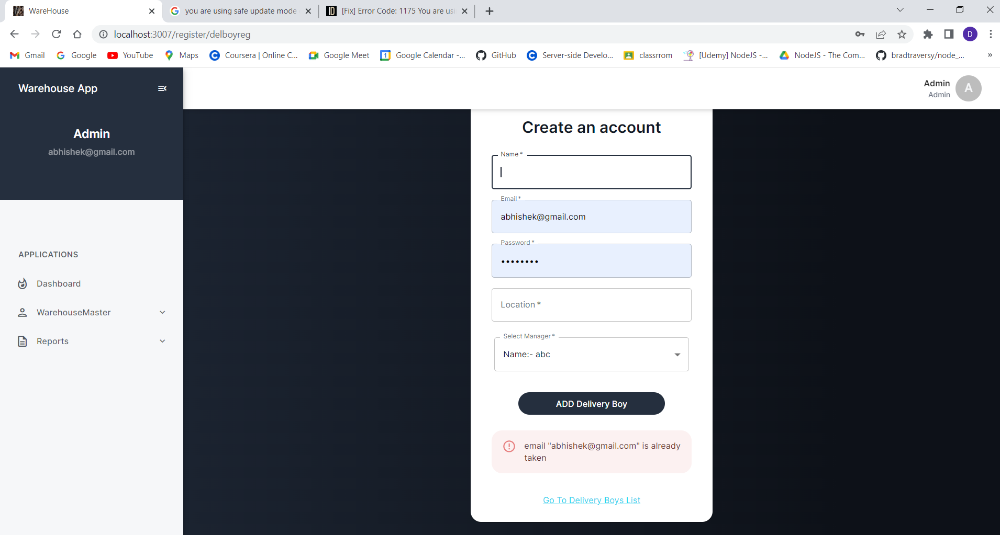 WareHouse
you are using safe update mode
[Fix] Error Code: 1175 You are usi
localhost:3007/register/delboyreg
D
Gmail
Google
YouTube
Maps
Coursera | Online C...
Google Meet
Google Calendar -...
GitHub
Server-side Develo...
classrrom
[Udemy] NodeJS -...
NodeJS - The Com...
bradtraversy/node_...
»
Warehouse App
Admin
Admin
A
Admin
abhishek@gmail.com
APPLICATIONS
Dashboard
WarehouseMaster
Reports
Create an account
Name *
Email *
abhishek@gmail.com
Password *
••••••••
Location *
Select Manager *
Name:- abc
ADD Delivery Boy
email "abhishek@gmail.com" is already
taken
Go To Delivery Boys List